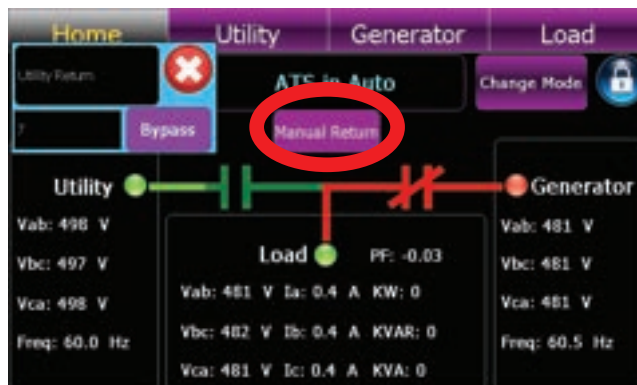 Home Utility Generator Load
Utility Return
ATS in Auto
Change Mode
7
Bypass
Manual Return
Utility
Generator
Vab: 498 V
Vbc: 497 V
Vca: 498 V
Freq: 60.0 Hz
Load PF: -0.03
Vab: 481 V Ia: 0.4 A KW: 0
Vbc: 482 V Ib: 0.4 A KVAR: 0
Vca: 481 V Ic: 0.4 A KVA: 0
Vab: 481 V
Vbc: 481 V
Vca: 481 V
Freq: 60.5 Hz